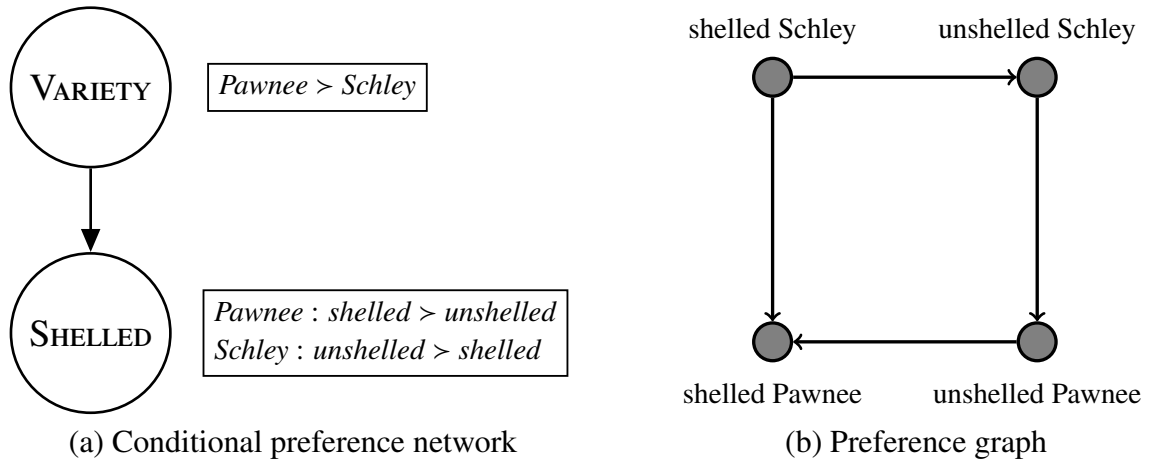 VARIETY
Pawnee ≻ Schley
SHELLED
Pawnee : shelled ≻ unshelled
Schley : unshelled ≻ shelled
(a) Conditional preference network
shelled Schley
unshelled Schley
shelled Pawnee
unshelled Pawnee
(b) Preference graph